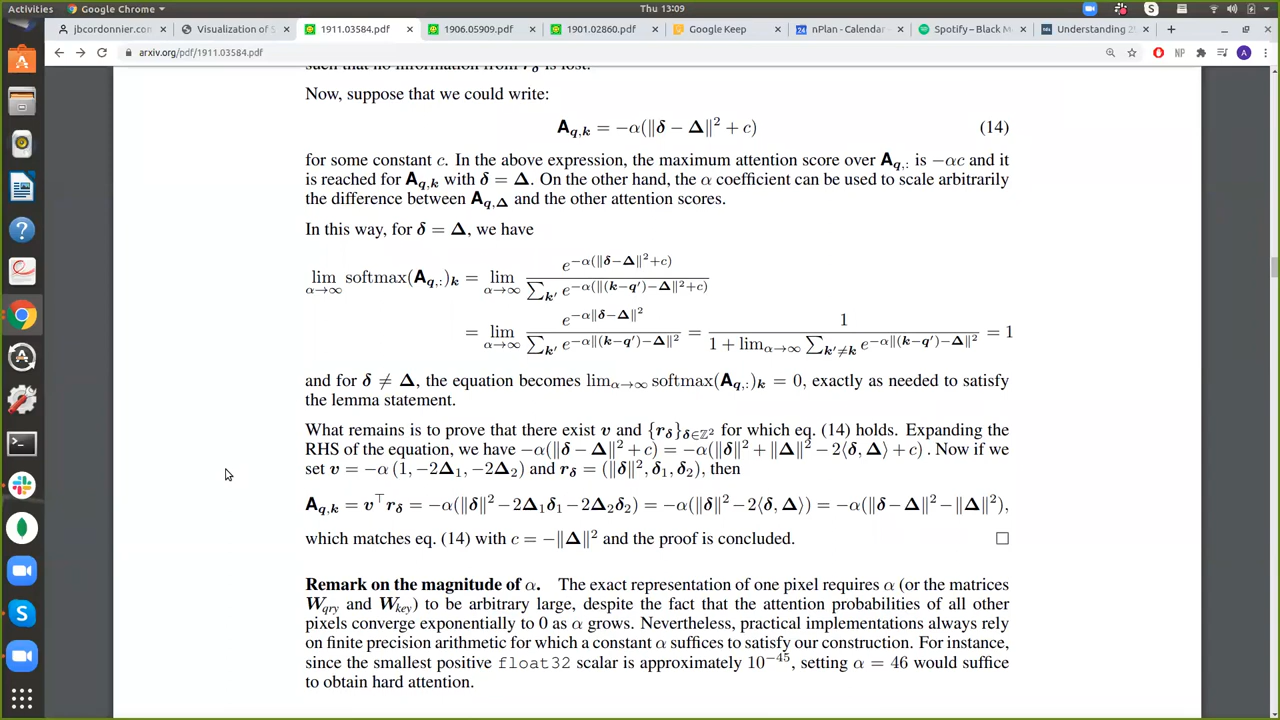 Activities Google Chrome Thu 13:09
jbcordonnier.com Visualization of S 1911.03584.pdf 1906.05909.pdf 1901.02860.pdf Google Keep nPlan - Calendar - Spotify – Black M Understanding 2
arxiv.org/pdf/1911.03584.pdf
such that no information from r_δ is lost.
Now, suppose that we could write:
A_{q,k} = −α(‖δ − Δ‖² + c) (14)
for some constant c. In the above expression, the maximum attention score over A_{q,:} is −αc and it
is reached for A_{q,k} with δ = Δ. On the other hand, the α coefficient can be used to scale arbitrarily
the difference between A_{q,Δ} and the other attention scores.
In this way, for δ = Δ, we have
lim_{α→∞} softmax(A_{q,:})_k = lim_{α→∞} e^{−α(‖δ−Δ‖²+c)} / ∑_{k′} e^{−α(‖(k−q′)−Δ‖²+c)}
= lim_{α→∞} e^{−α‖δ−Δ‖²} / ∑_{k′} e^{−α‖(k−q′)−Δ‖²} = 1 / (1 + lim_{α→∞} ∑_{k′≠k} e^{−α‖(k−q′)−Δ‖²}) = 1
and for δ ≠ Δ, the equation becomes lim_{α→∞} softmax(A_{q,:})_k = 0, exactly as needed to satisfy
the lemma statement.
What remains is to prove that there exist v and {r_δ}_{δ∈ℤ²} for which eq. (14) holds. Expanding the
RHS of the equation, we have −α(‖δ − Δ‖² + c) = −α(‖δ‖² + ‖Δ‖² − 2⟨δ, Δ⟩ + c) . Now if we
set v = −α (1, −2Δ₁, −2Δ₂) and r_δ = (‖δ‖², δ₁, δ₂), then
A_{q,k} = v^⊤ r_δ = −α(‖δ‖² − 2Δ₁δ₁ − 2Δ₂δ₂) = −α(‖δ‖² − 2⟨δ, Δ⟩) = −α(‖δ − Δ‖² − ‖Δ‖²),
which matches eq. (14) with c = −‖Δ‖² and the proof is concluded. □
Remark on the magnitude of α. The exact representation of one pixel requires α (or the matrices
W_qry and W_key) to be arbitrary large, despite the fact that the attention probabilities of all other
pixels converge exponentially to 0 as α grows. Nevertheless, practical implementations always rely
on finite precision arithmetic for which a constant α suffices to satisfy our construction. For instance,
since the smallest positive float32 scalar is approximately 10⁻⁴⁵, setting α = 46 would suffice
to obtain hard attention.